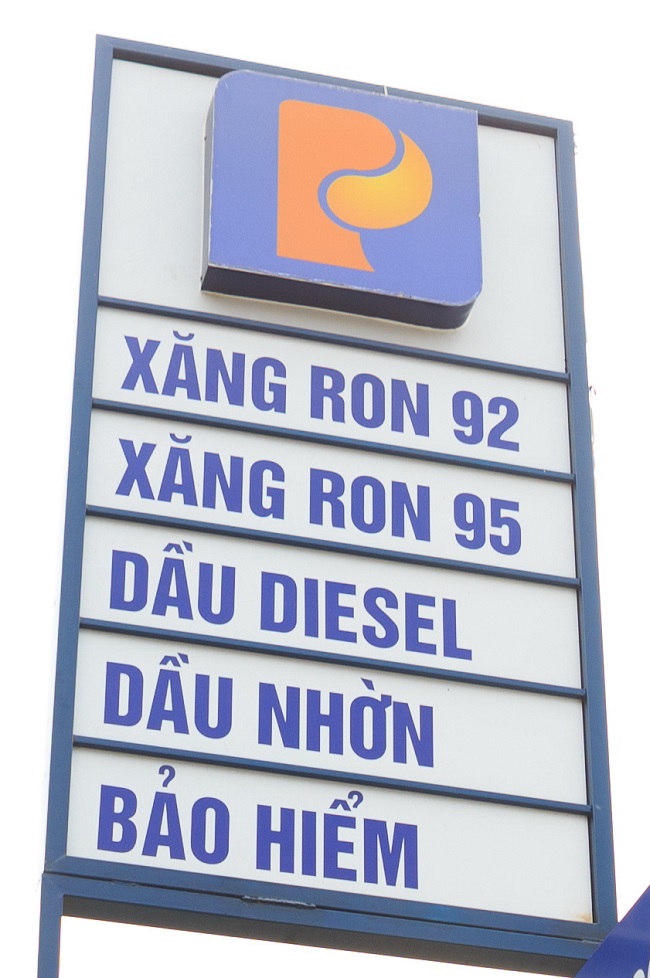 XĂNG RON 92
XĂNG RON 95
DẦU DIESEL
DẦU NHỜN
BẢO HIỂM